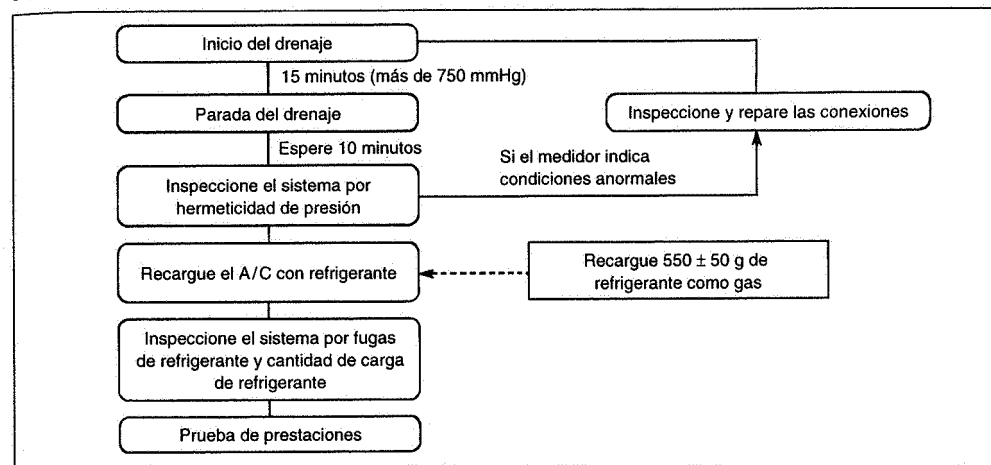 Inicio del drenaje
15 minutos (más de 750 mmHg)
Parada del drenaje
Inspeccione y repare las conexiones
Espere 10 minutos
Si el medidor indica
condiciones anormales
Inspeccione el sistema por
hermeticidad de presión
Recargue el A/C con refrigerante
Recargue 550 ± 50 g de
refrigerante como gas
Inspeccione el sistema por fugas
de refrigerante y cantidad de carga
de refrigerante
Prueba de prestaciones